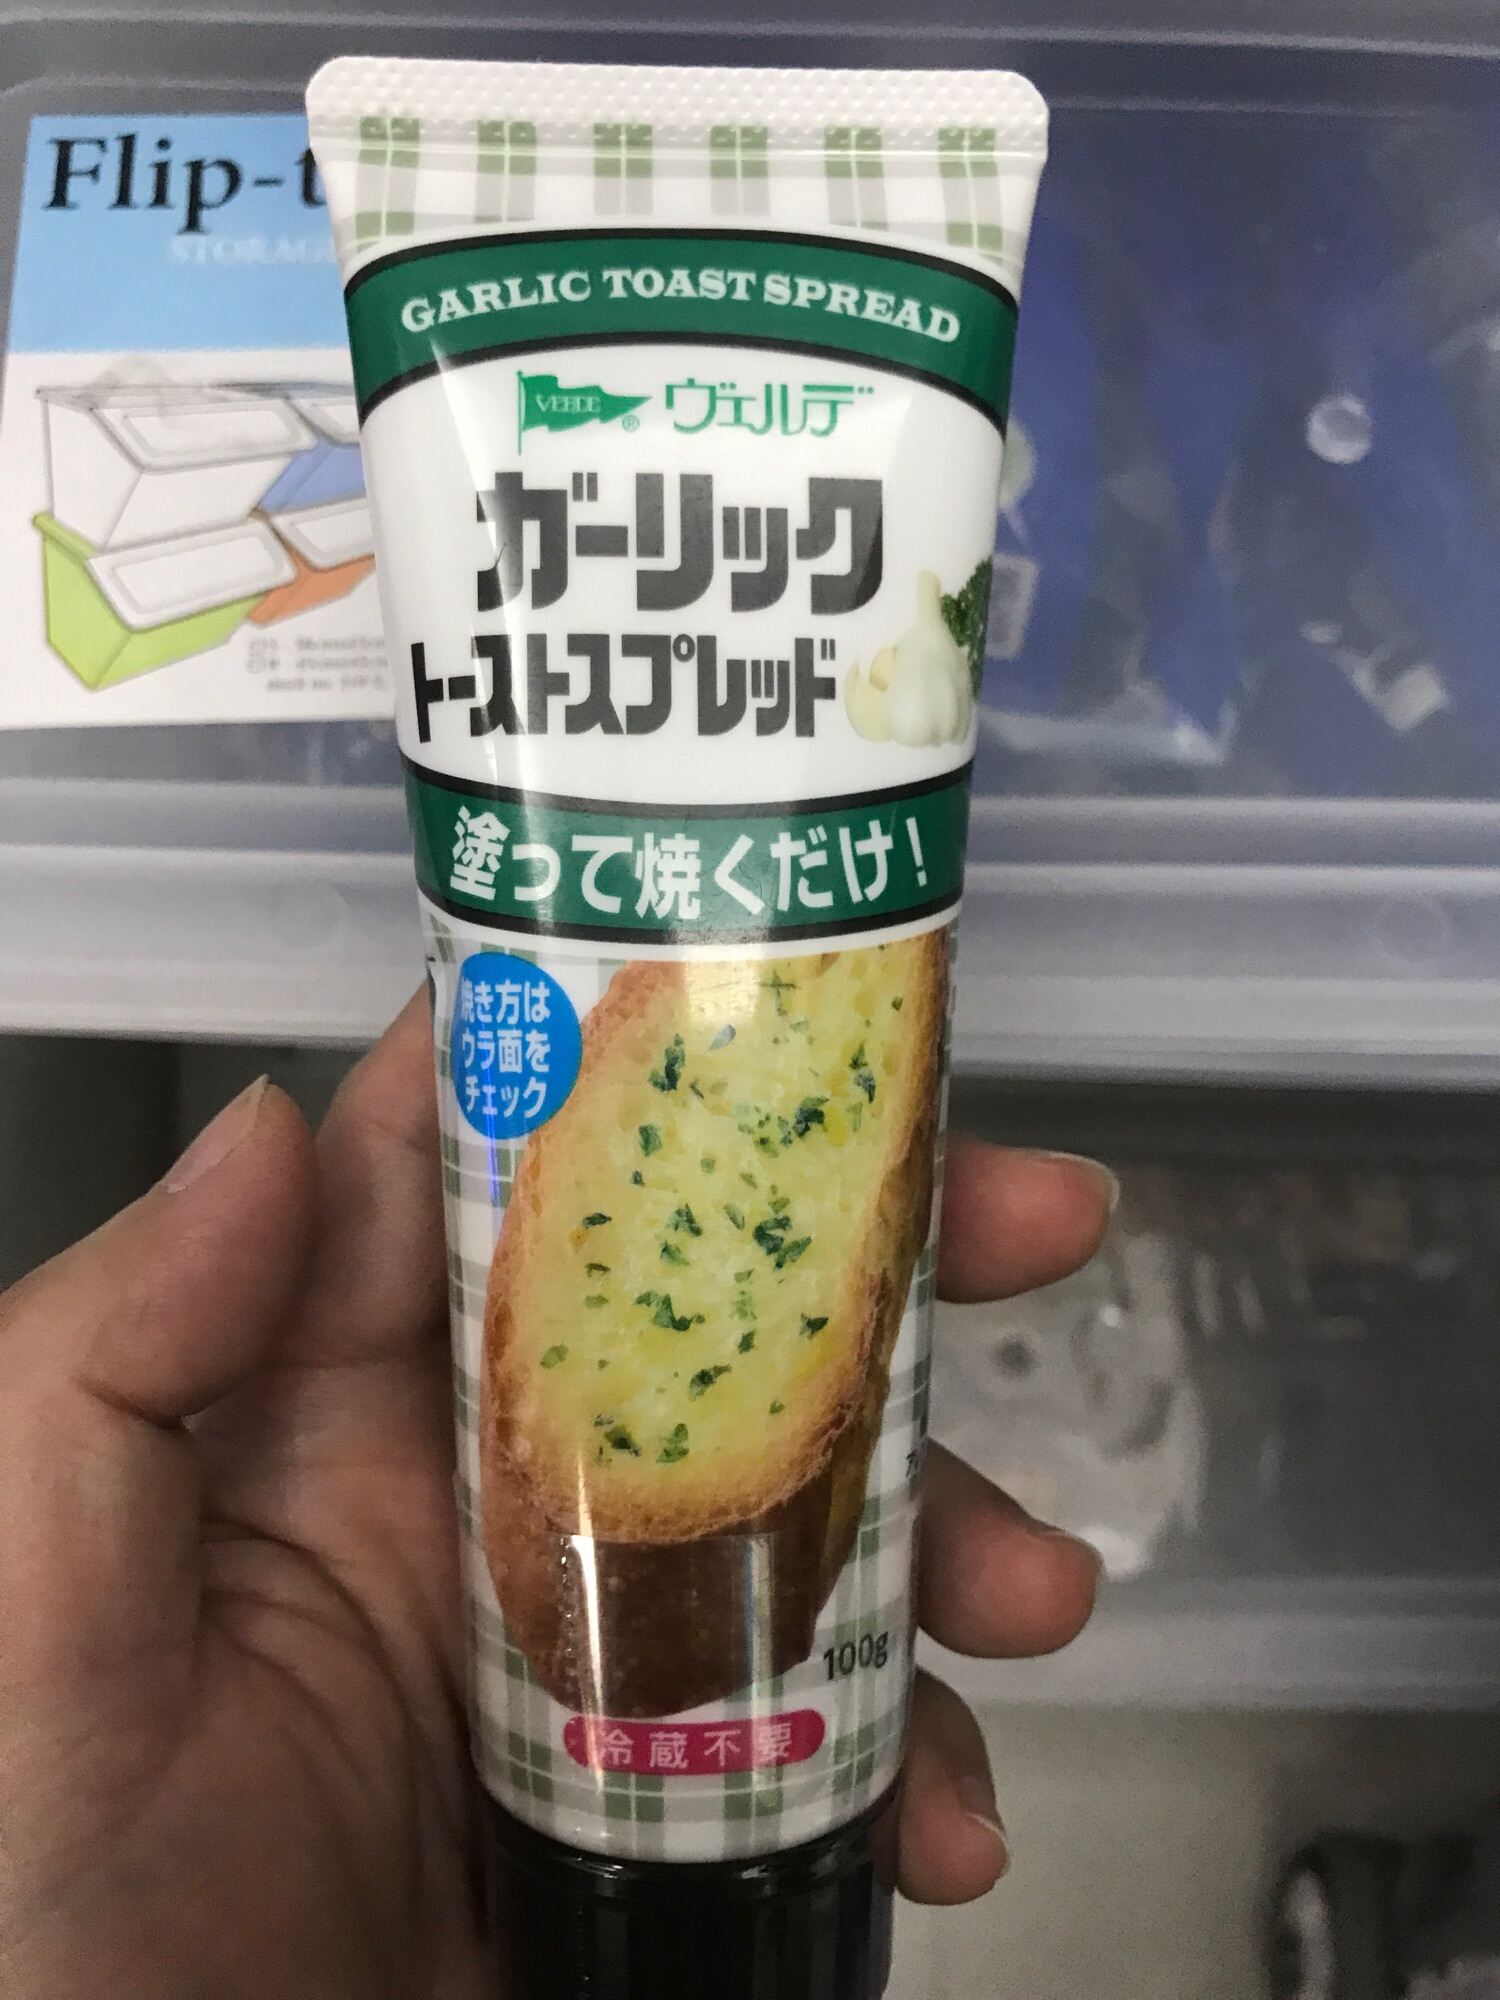 Flip-t
STORAGE
GARLIC TOAST SPREAD
VERDE® ヴェルデ
ガーリック
トーストスプレッド
塗って焼くだけ!
焼き方は
ウラ面を
チェック
100g
冷蔵不要